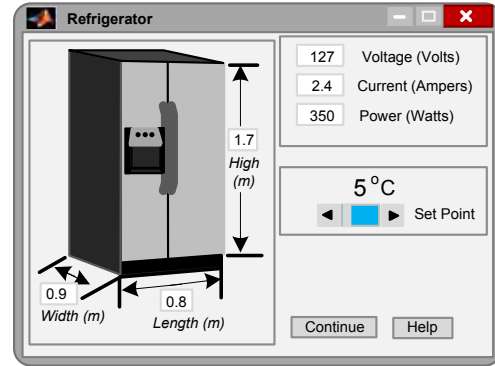 Refrigerator
127 Voltage (Volts)
2.4 Current (Ampers)
350 Power (Watts)
1.7
High
(m)
5°C
Set Point
0.9
Width (m)
0.8
Length (m)
Continue Help